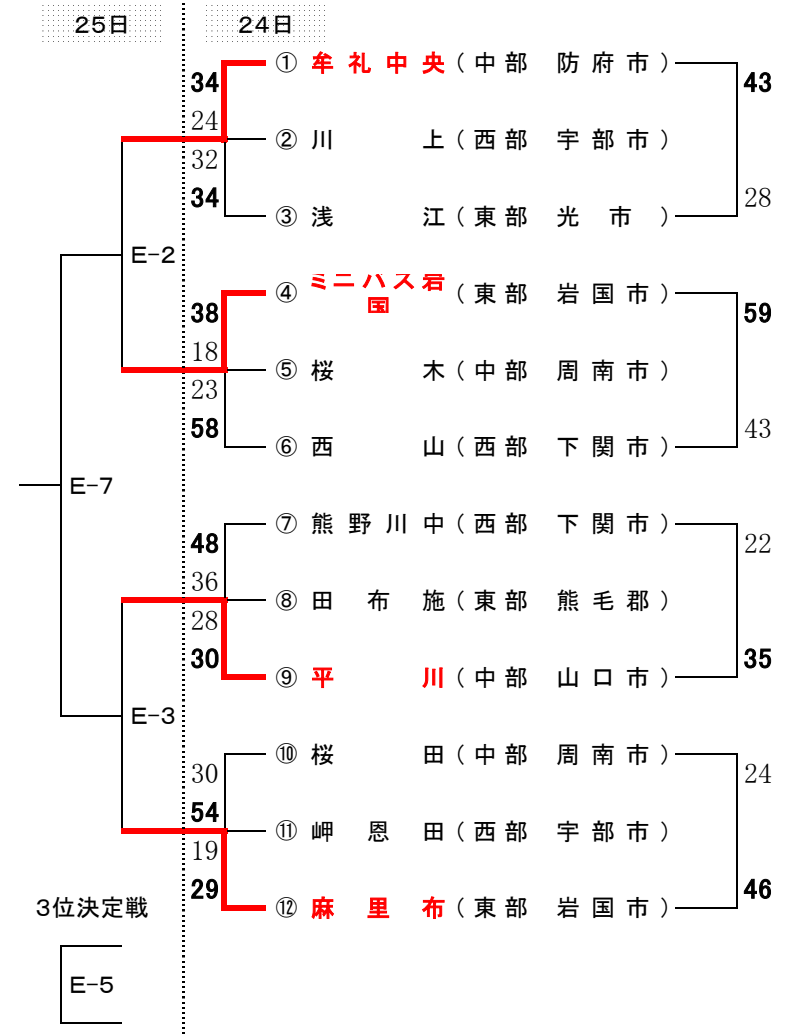 25日 24日
34 ① 牟礼中央 (中部 防府市) 43
24
② 川上 (西部 宇部市)
32
34 28
③ 浅江 (東部 光市)
E-2
④ ミニバス岩国 (東部 岩国市)
38 59
18
⑤ 桜木 (中部 周南市)
23
58 43
⑥ 西山 (西部 下関市)
E-7
⑦ 熊野川中 (西部 下関市)
48 22
36
⑧ 田布施 (東部 熊毛郡)
28
30 35
⑨ 平川 (中部 山口市)
E-3
⑩ 桜田 (中部 周南市)
30 24
54
⑪ 岬恩田 (西部 宇部市)
19
29 46
3位決定戦 ⑫ 麻里布 (東部 岩国市)
E-5